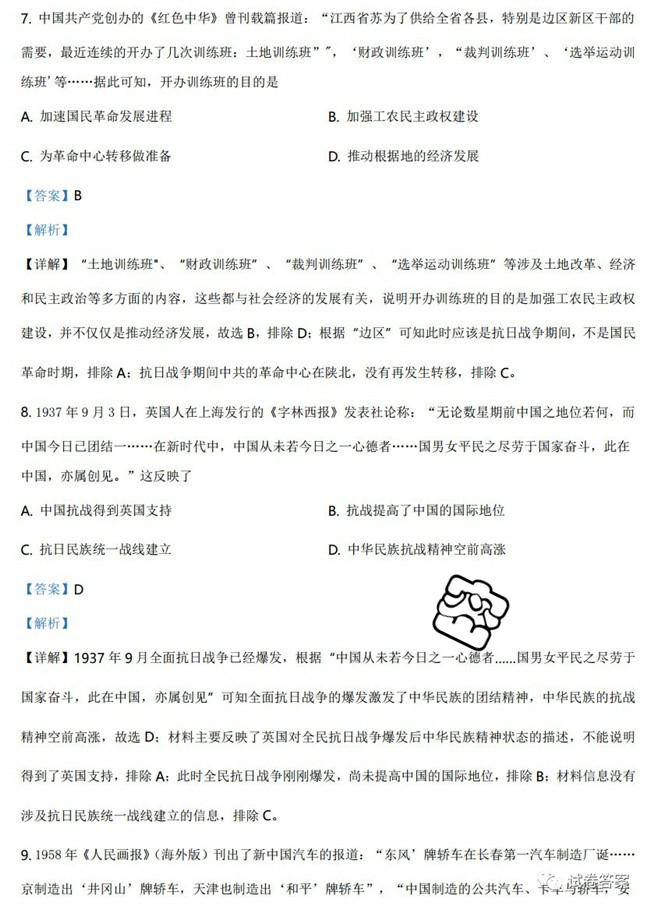 7. 中国共产党创办的《红色中华》曾刊载篇报道：“江西省苏为了供给全省各县，特别是边区新区干部的
需要，最近连续的开办了几次训练班：土地训练班”"，‘财政训练班’，“裁判训练班’、‘选举运动训
练班'等……据此可知，开办训练班的目的是
A. 加速国民革命发展进程
B. 加强工农民主政权建设
C. 为革命中心转移做准备
D. 推动根据地的经济发展
【答案】B
【解析】
【详解】“土地训练班"、“财政训练班”、“裁判训练班”、“选举运动训练班”等涉及土地改革、经济
和民主政治等多方面的内容，这些都与社会经济的发展有关，说明开办训练班的目的是加强工农民主政权
建设，并不仅仅是推动经济发展，故选B，排除D；根据“边区”可知此时应该是抗日战争期间，不是国民
革命时期，排除A；抗日战争期间中共的革命中心在陕北，没有再发生转移，排除C。
8. 1937年9月3日，英国人在上海发行的《字林西报》发表社论称：“无论数星期前中国之地位若何，而
中国今日已团结一……在新时代中，中国从未若今日之一心德者……国男女平民之尽劳于国家奋斗，此在
中国，亦属创见。”这反映了
A. 中国抗战得到英国支持
B. 抗战提高了中国的国际地位
C. 抗日民族统一战线建立
D. 中华民族抗战精神空前高涨
【答案】D
【解析】
【详解】1937年9月全面抗日战争已经爆发，根据“中国从未若今日之一心德者……国男女平民之尽劳于
国家奋斗，此在中国，亦属创见”可知全面抗日战争的爆发激发了中华民族的团结精神，中华民族的抗战
精神空前高涨，故选D；材料主要反映了英国对全民抗日战争爆发后中华民族精神状态的描述，不能说明
得到了英国支持，排除A；此时全民抗日战争刚刚爆发，尚未提高中国的国际地位，排除B；材料信息没有
涉及抗日民族统一战线建立的信息，排除C。
9. 1958年《人民画报》（海外版）刊出了新中国汽车的报道：“东风’牌轿车在长春第一汽车制造厂诞……
京制造出‘井冈山’牌轿车，天津也制造出‘和平’牌轿车”，“中国制造的公共汽车、卡车与轿车，安
试卷答案